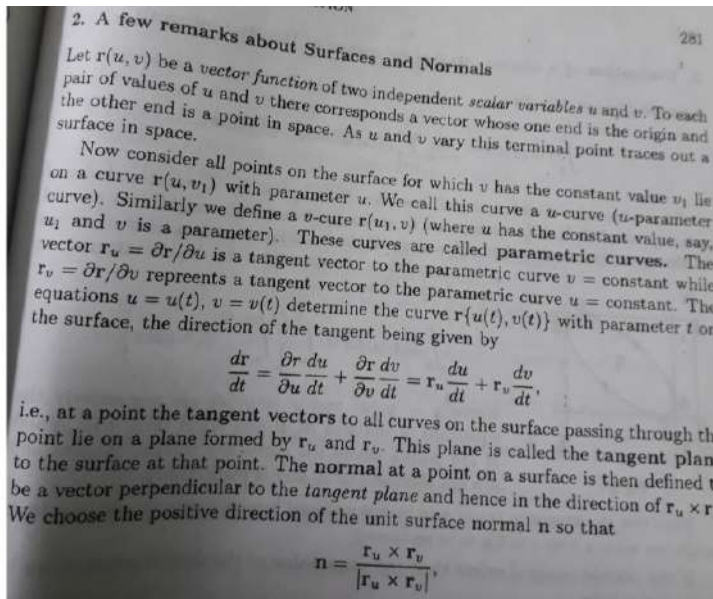 2. A few remarks about Surfaces and Normals
281
Let r(u, v) be a vector function of two independent scalar variables u and v. To each
pair of values of u and v there corresponds a vector whose one end is the origin and
the other end is a point in space. As u and v vary this terminal point traces out a
surface in space.
Now consider all points on the surface for which v has the constant value v₁ lie
on a curve r(u, v₁) with parameter u. We call this curve a u-curve (u-parameter
curve). Similarly we define a v-cure r(u₁, v) (where u has the constant value, say,
u₁ and v is a parameter). These curves are called parametric curves. The
vector rᵤ = ∂r/∂u is a tangent vector to the parametric curve v = constant while
rᵥ = ∂r/∂v repreents a tangent vector to the parametric curve u = constant. The
equations u = u(t), v = v(t) determine the curve r{u(t), v(t)} with parameter t on
the surface, the direction of the tangent being given by
dr/dt = ∂r/∂u du/dt + ∂r/∂v dv/dt = rᵤ du/dt + rᵥ dv/dt,
i.e., at a point the tangent vectors to all curves on the surface passing through th
point lie on a plane formed by rᵤ and rᵥ. This plane is called the tangent plan
to the surface at that point. The normal at a point on a surface is then defined t
be a vector perpendicular to the tangent plane and hence in the direction of rᵤ × r
We choose the positive direction of the unit surface normal n so that
n = rᵤ × rᵥ / |rᵤ × rᵥ|,